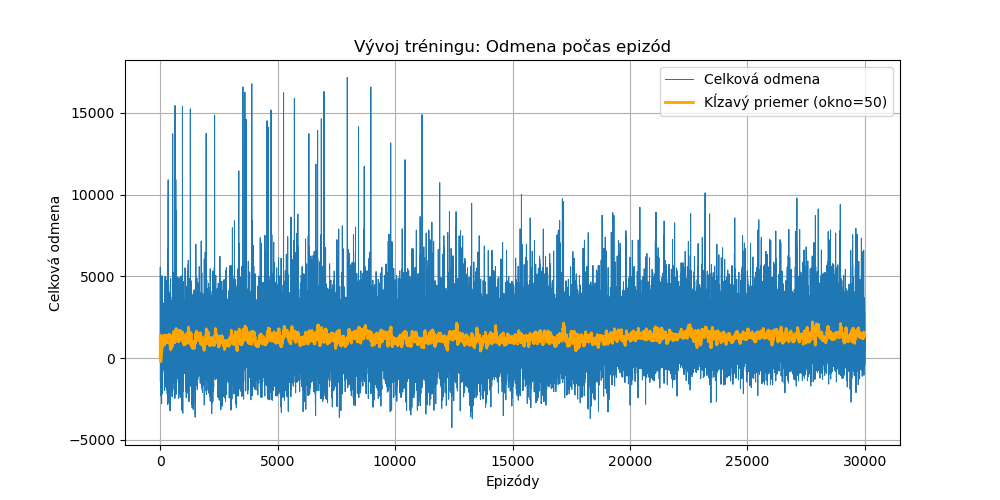 Vývoj tréningu: Odmena počas epizód
Celková odmena
Kĺzavý priemer (okno=50)
Celková odmena
15000
10000
5000
0
−5000
0
5000
10000
15000
20000
25000
30000
Epizódy